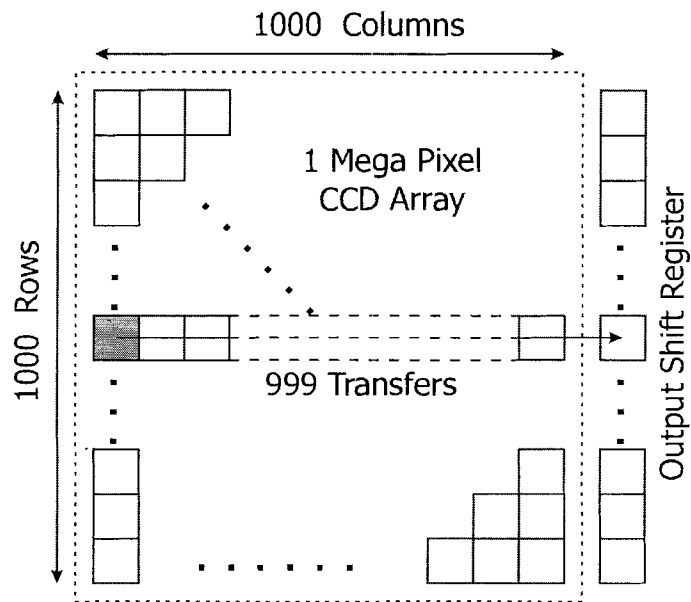 1000 Columns
1 Mega Pixel
CCD Array
1000 Rows
999 Transfers
Output Shift Register